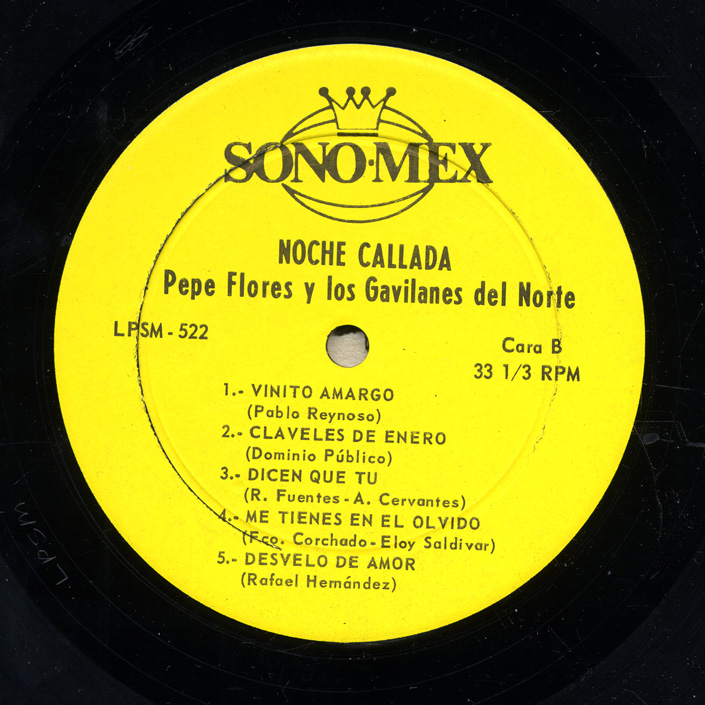 SONO·MEX
NOCHE CALLADA
Pepe Flores y los Gavilanes del Norte
LPSM - 522
Cara B
33 1/3 RPM
1.- VINITO AMARGO
(Pablo Reynoso)
2.- CLAVELES DE ENERO
(Dominio Público)
3.- DICEN QUE TU
(R. Fuentes - A. Cervantes)
4.- ME TIENES EN EL OLVIDO
(Fco. Corchado - Eloy Saldivar)
5.- DESVELO DE AMOR
(Rafael Hernández)
LPSM